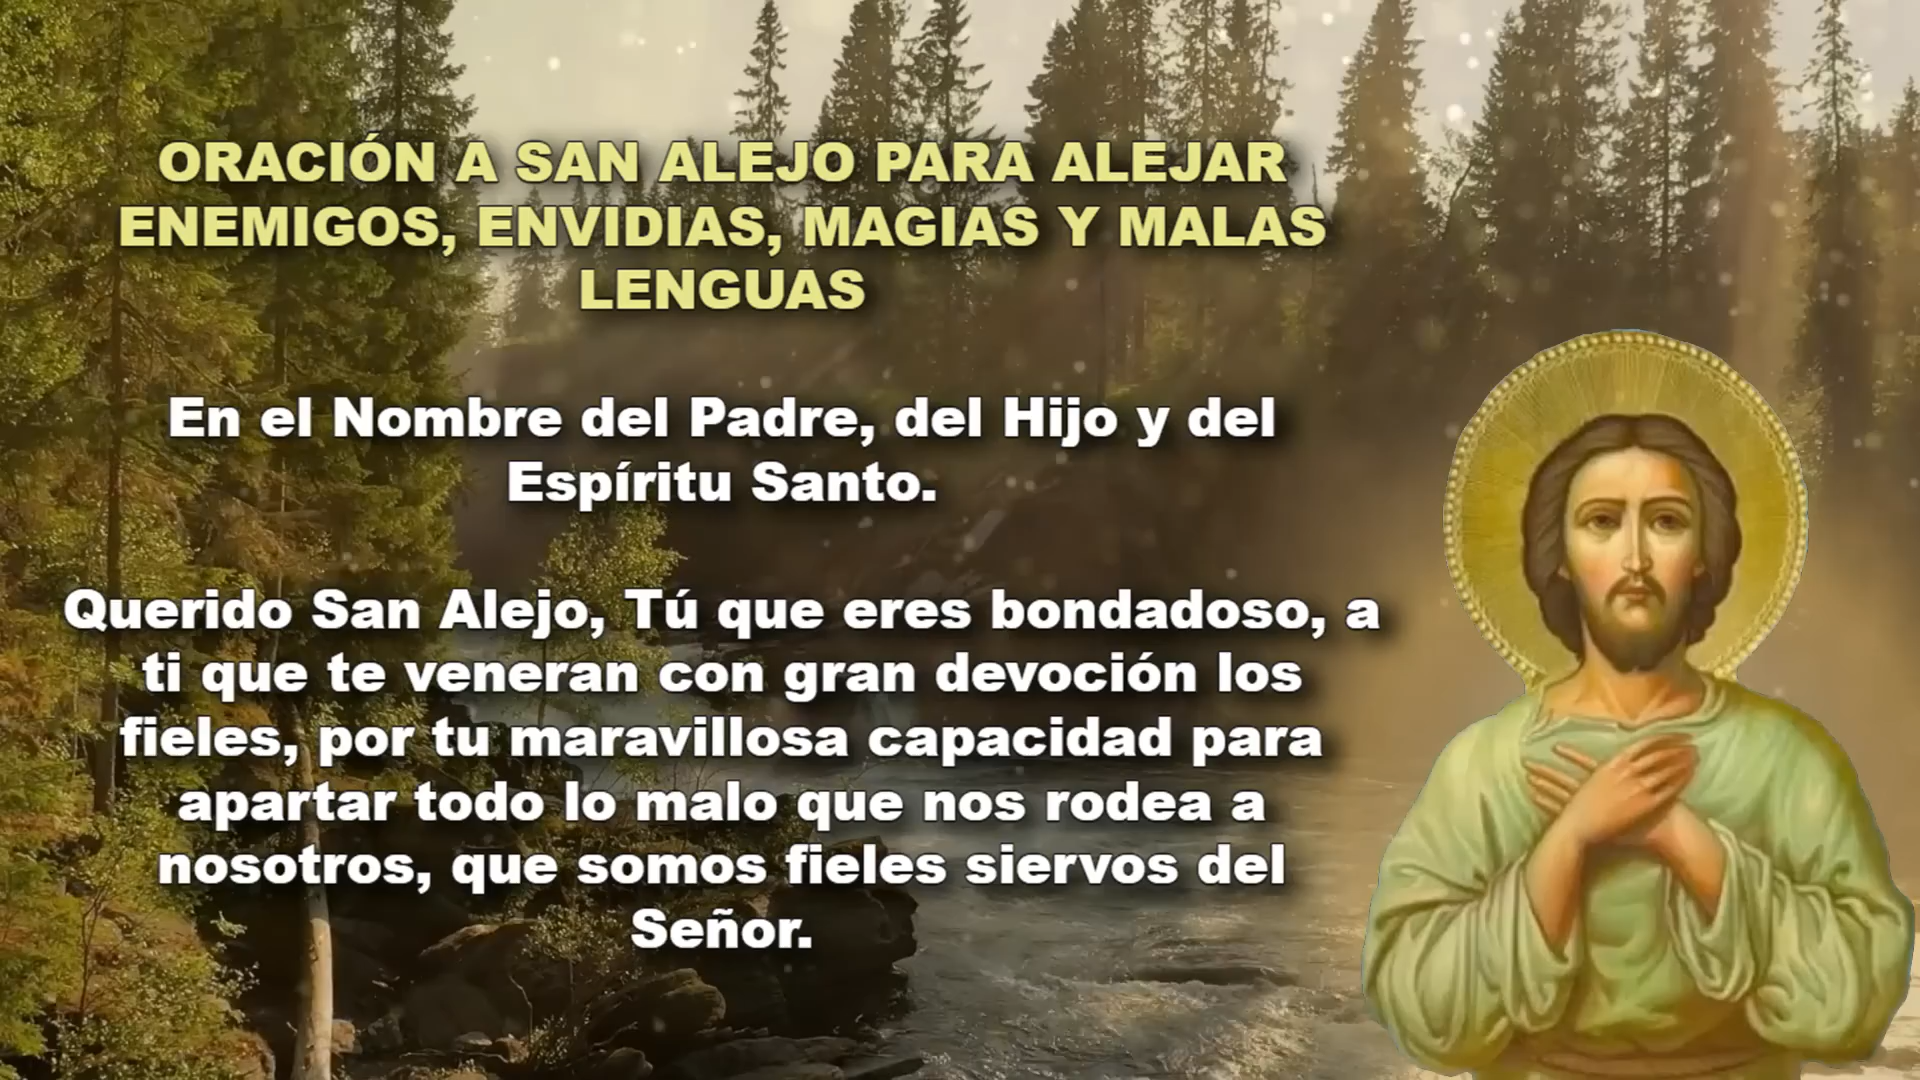 ORACIÓN A SAN ALEJO PARA ALEJAR
ENEMIGOS, ENVIDIAS, MAGIAS Y MALAS
LENGUAS
En el Nombre del Padre, del Hijo y del
Espíritu Santo.
Querido San Alejo, Tú que eres bondadoso, a
ti que te veneran con gran devoción los
fieles, por tu maravillosa capacidad para
apartar todo lo malo que nos rodea a
nosotros, que somos fieles siervos del
Señor.